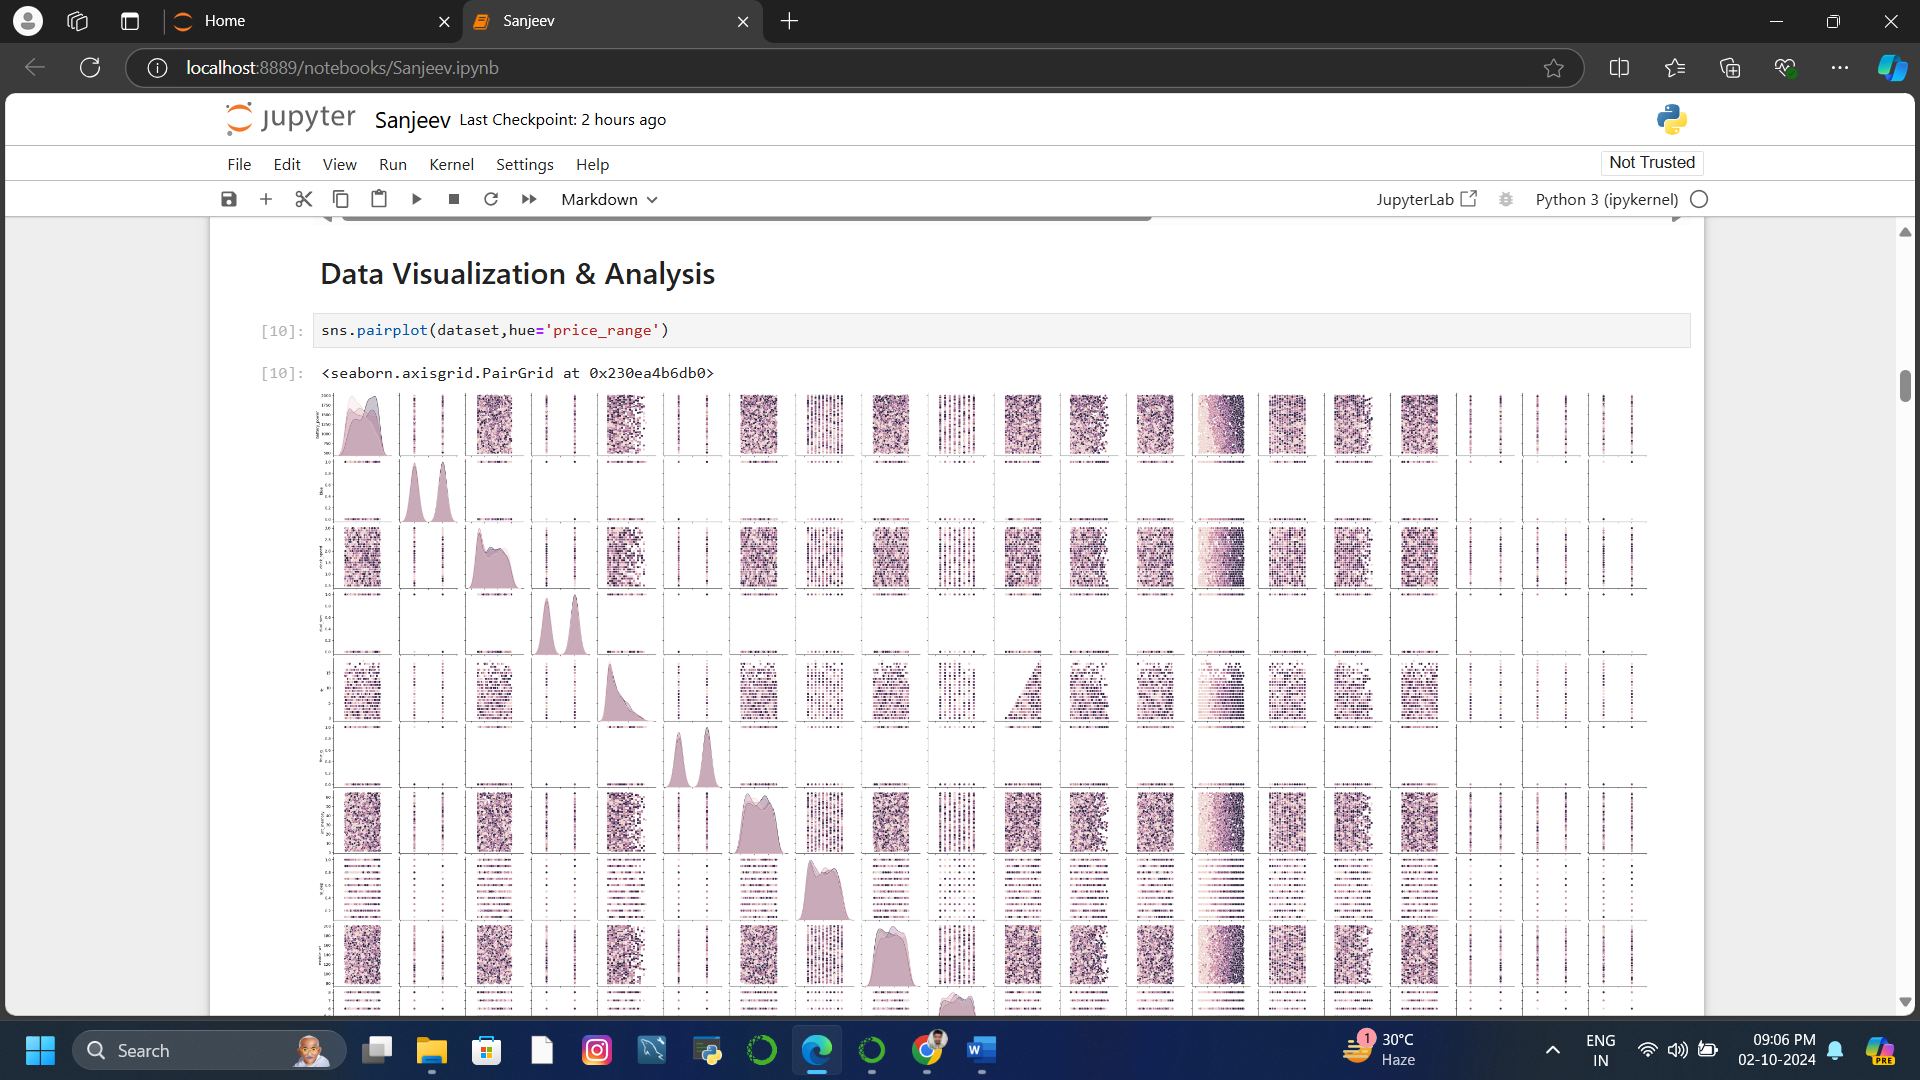 Home
Sanjeev
localhost:8889/notebooks/Sanjeev.ipynb
jupyter Sanjeev Last Checkpoint: 2 hours ago
File Edit View Run Kernel Settings Help
Not Trusted
Markdown
JupyterLab
Python 3 (ipykernel)
Data Visualization & Analysis
[10]: sns.pairplot(dataset,hue='price_range')
[10]: <seaborn.axisgrid.PairGrid at 0x230ea4b6db0>
Search
1
30°C
Haze
ENG
IN
09:06 PM
02-10-2024
PRE